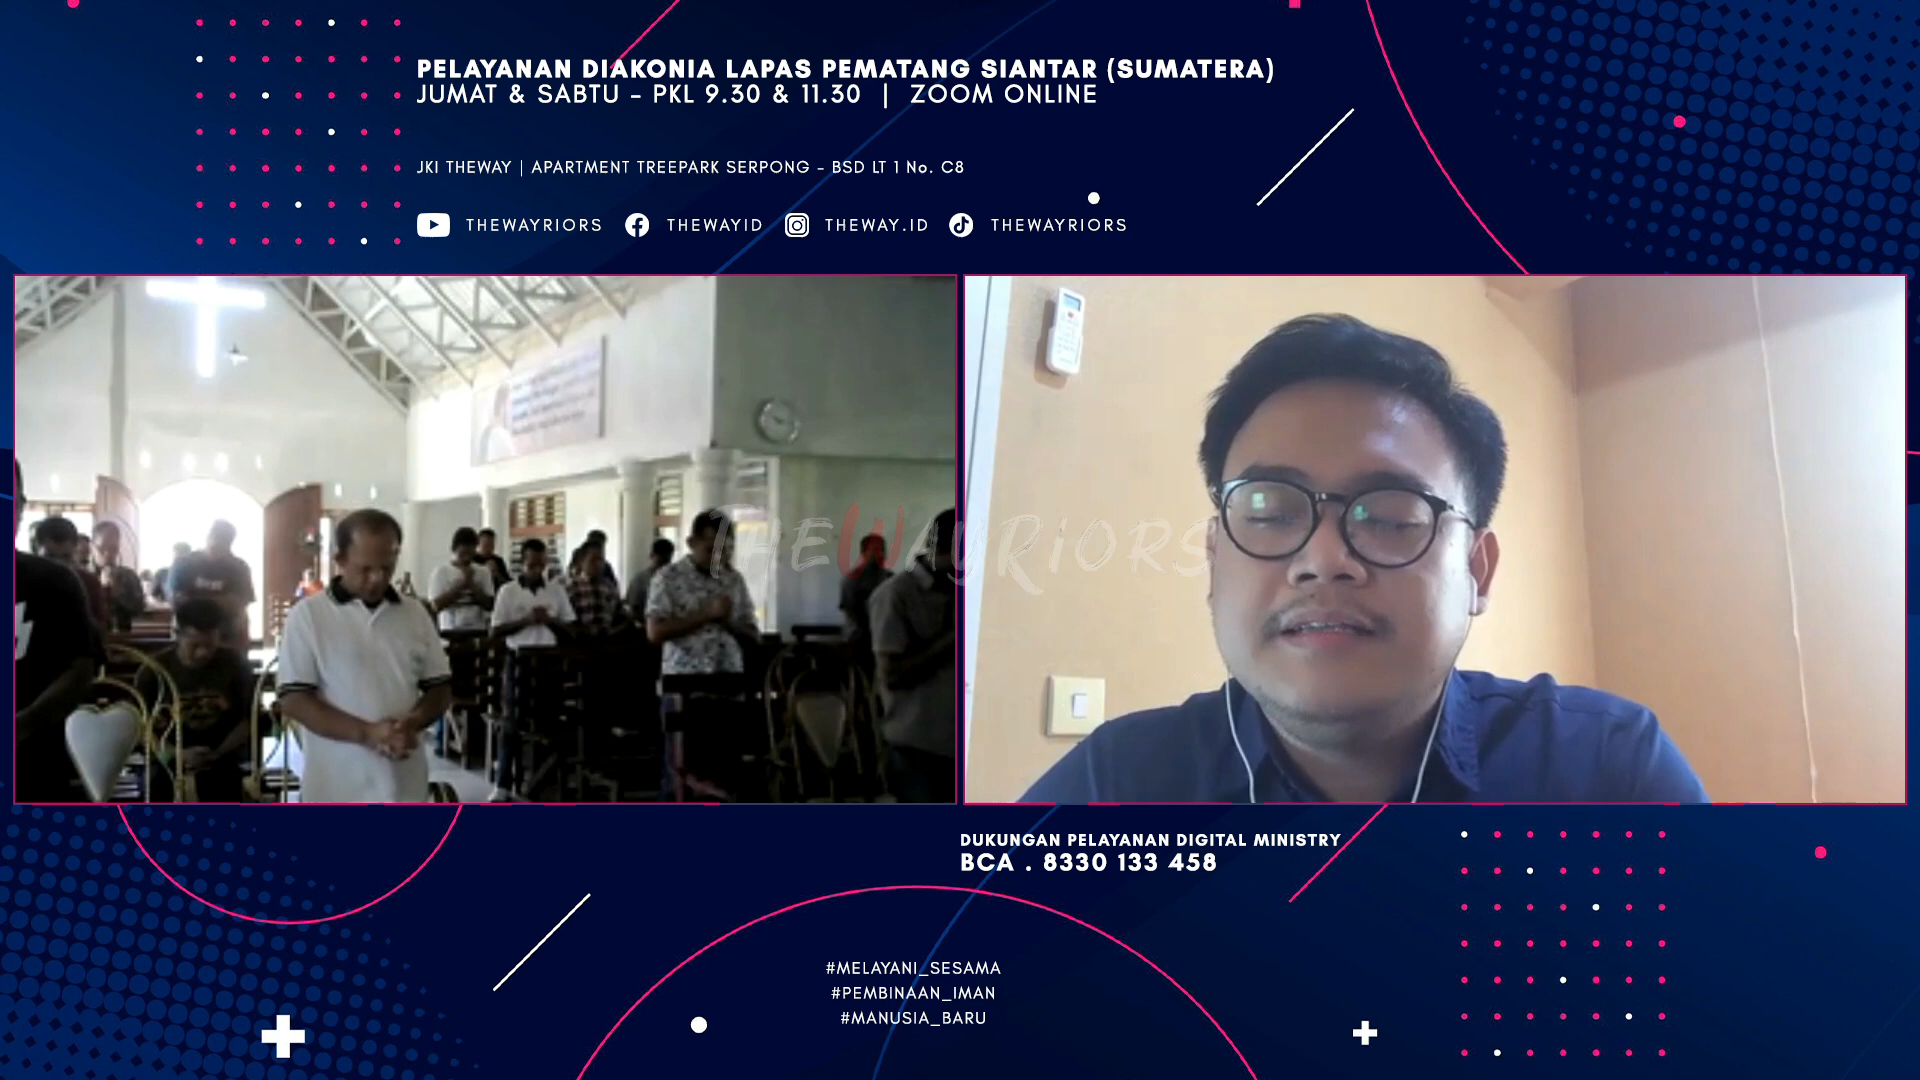 PELAYANAN DIAKONIA LAPAS PEMATANG SIANTAR (SUMATERA)
JUMAT & SABTU - PKL 9.30 & 11.30 | ZOOM ONLINE
JKI THEWAY | APARTMENT TREEPARK SERPONG - BSD LT 1 No. C8
THEWAYRIORS THEWAYID THEWAY.ID THEWAYRIORS
THEWAYRIORS
DUKUNGAN PELAYANAN DIGITAL MINISTRY
BCA . 8330 133 458
#MELAYANI_SESAMA
#PEMBINAAN_IMAN
#MANUSIA_BARU